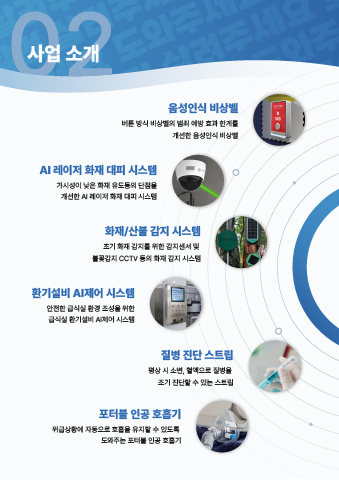 02
사업 소개
음성인식 비상벨
버튼 방식 비상벨의 범죄 예방 효과 한계를
개선한 음성인식 비상벨
AI 레이저 화재 대피 시스템
가시성이 낮은 화재 유도등의 단점을
개선한 AI 레이저 화재 대피 시스템
화재/산불 감지 시스템
초기 화재 감지를 위한 감지센서 및
불꽃감지 CCTV 등의 화재 감지 시스템
환기설비 AI제어 시스템
안전한 급식실 환경 조성을 위한
급식실 환기설비 AI제어 시스템
질병 진단 스트립
평상 시 소변, 혈액으로 질병을
조기 진단할 수 있는 스트립
포터블 인공 호흡기
위급상황에 자동으로 호흡을 유지할 수 있도록
도와주는 포터블 인공 호흡기